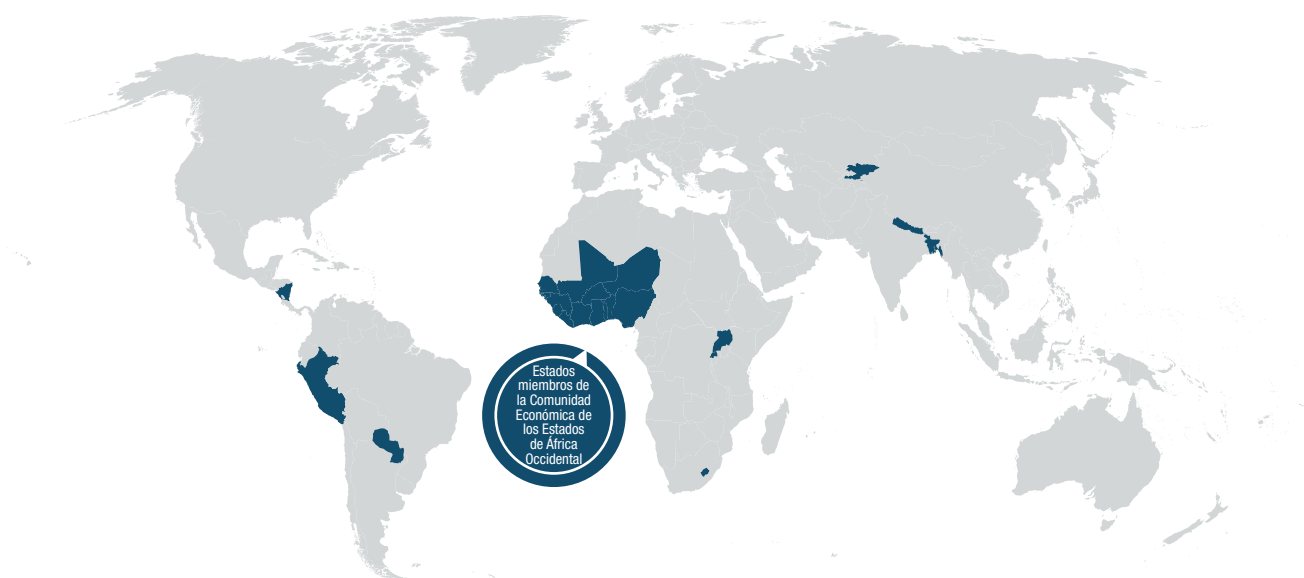 Estados
miembros de
la Comunidad
Económica de
los Estados
de África
Occidental